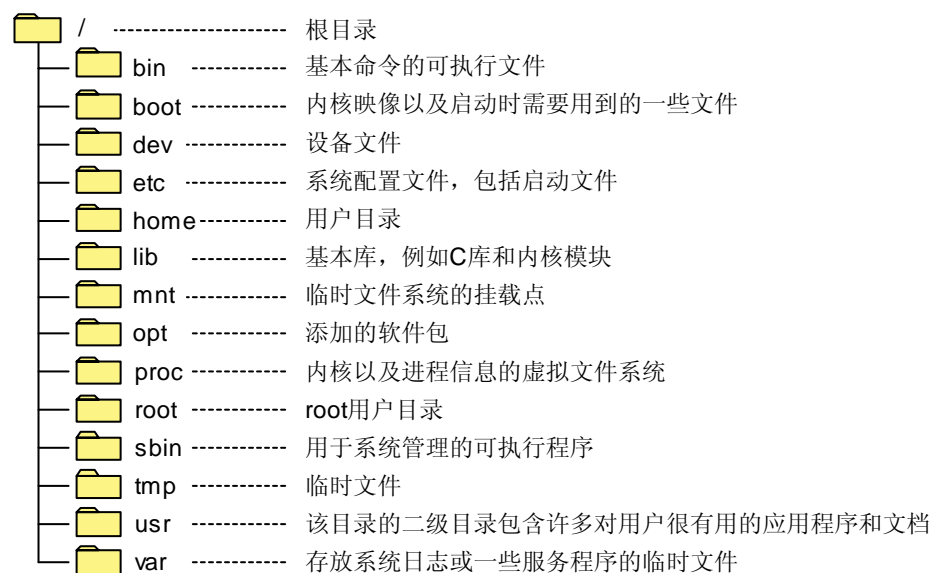 / 根目录
bin 基本命令的可执行文件
boot 内核映像以及启动时需要用到的一些文件
dev 设备文件
etc 系统配置文件，包括启动文件
home 用户目录
lib 基本库，例如C库和内核模块
mnt 临时文件系统的挂载点
opt 添加的软件包
proc 内核以及进程信息的虚拟文件系统
root root用户目录
sbin 用于系统管理的可执行程序
tmp 临时文件
usr 该目录的二级目录包含许多对用户很有用的应用程序和文档
var 存放系统日志或一些服务程序的临时文件